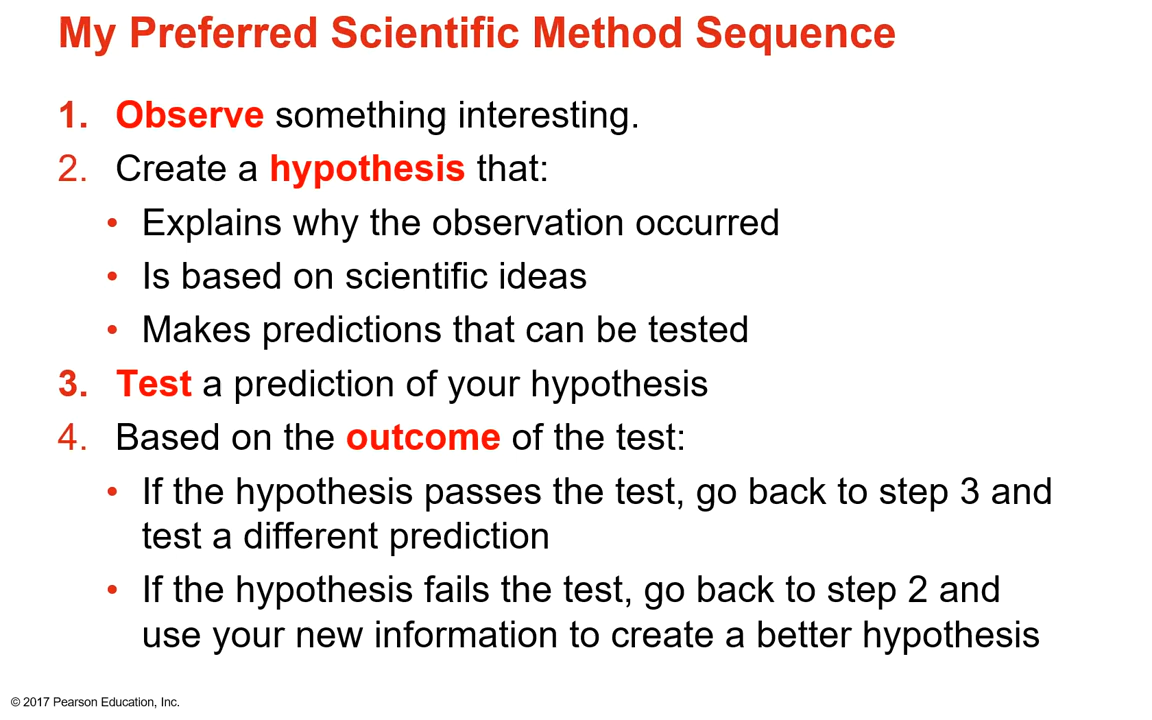 My Preferred Scientific Method Sequence
1. Observe something interesting.
2. Create a hypothesis that:
• Explains why the observation occurred
• Is based on scientific ideas
• Makes predictions that can be tested
3. Test a prediction of your hypothesis
4. Based on the outcome of the test:
• If the hypothesis passes the test, go back to step 3 and
test a different prediction
• If the hypothesis fails the test, go back to step 2 and
use your new information to create a better hypothesis
© 2017 Pearson Education, Inc.